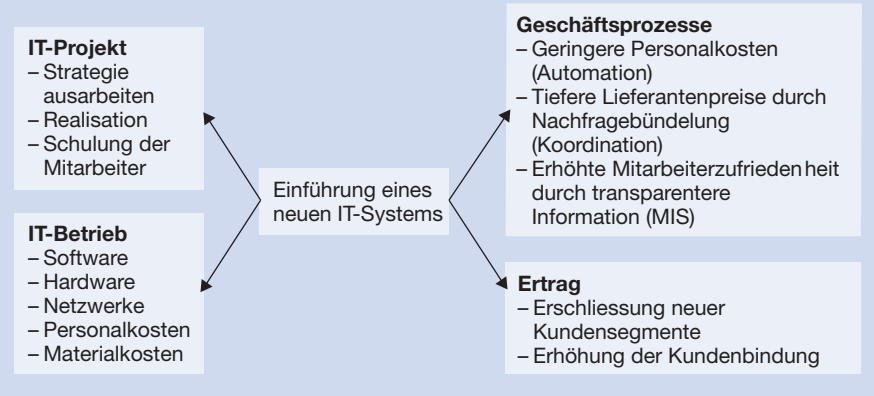 IT-Projekt
– Strategie
ausarbeiten
– Realisation
– Schulung der
Mitarbeiter
IT-Betrieb
– Software
– Hardware
– Netzwerke
– Personalkosten
– Materialkosten
Einführung eines
neuen IT-Systems
Geschäftsprozesse
– Geringere Personalkosten
(Automation)
– Tiefere Lieferantenpreise durch
Nachfragebündelung
(Koordination)
– Erhöhte Mitarbeiterzufriedenheit
durch transparentere
Information (MIS)
Ertrag
– Erschliessung neuer
Kundensegmente
– Erhöhung der Kundenbindung